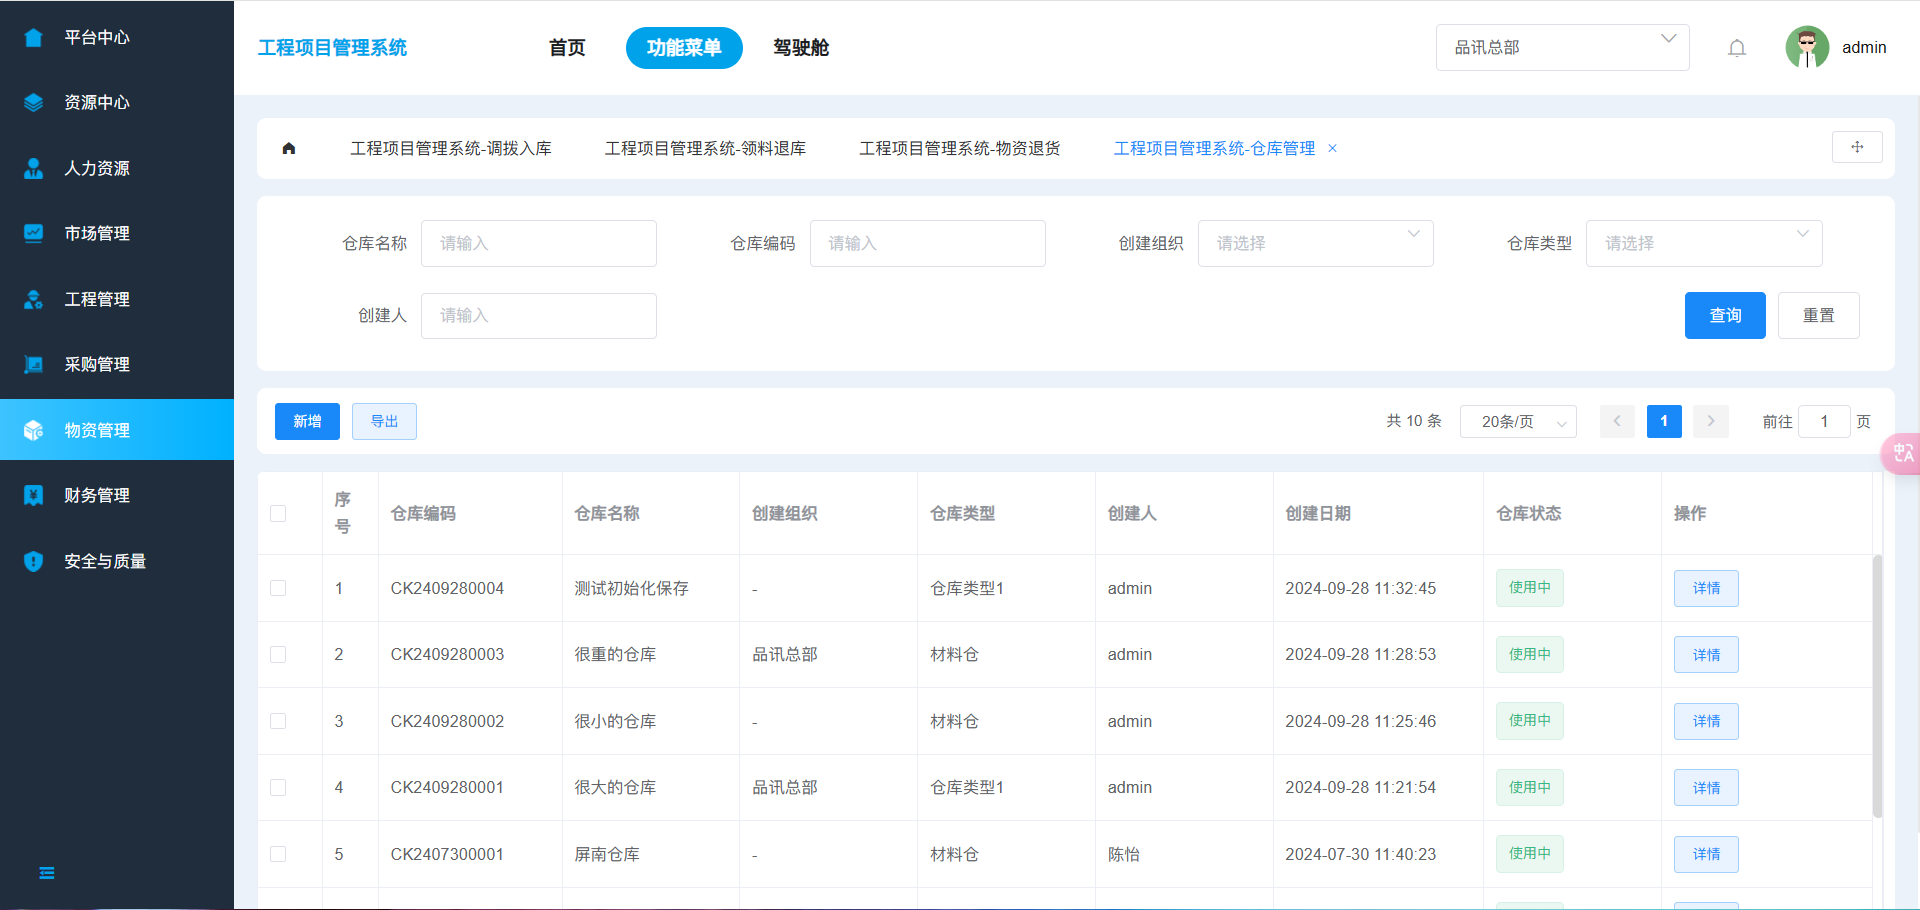 平台中心
资源中心
人力资源
市场管理
工程管理
采购管理
物资管理
财务管理
安全与质量
工程项目管理系统 首页 功能菜单 驾驶舱 品讯总部 admin
工程项目管理系统-调拨入库 工程项目管理系统-领料退库 工程项目管理系统-物资退货 工程项目管理系统-仓库管理 ×
仓库名称 请输入 仓库编码 请输入 创建组织 请选择 仓库类型 请选择
创建人 请输入 查询 重置
新增 导出 共 10 条 20条/页 < 1 > 前往 1 页
中A
序号 仓库编码 仓库名称 创建组织 仓库类型 创建人 创建日期 仓库状态 操作
1 CK2409280004 测试初始化保存 - 仓库类型1 admin 2024-09-28 11:32:45 使用中 详情
2 CK2409280003 很重的仓库 品讯总部 材料仓 admin 2024-09-28 11:28:53 使用中 详情
3 CK2409280002 很小的仓库 - 材料仓 admin 2024-09-28 11:25:46 使用中 详情
4 CK2409280001 很大的仓库 品讯总部 仓库类型1 admin 2024-09-28 11:21:54 使用中 详情
5 CK2407300001 屏南仓库 - 材料仓 陈怡 2024-07-30 11:40:23 使用中 详情